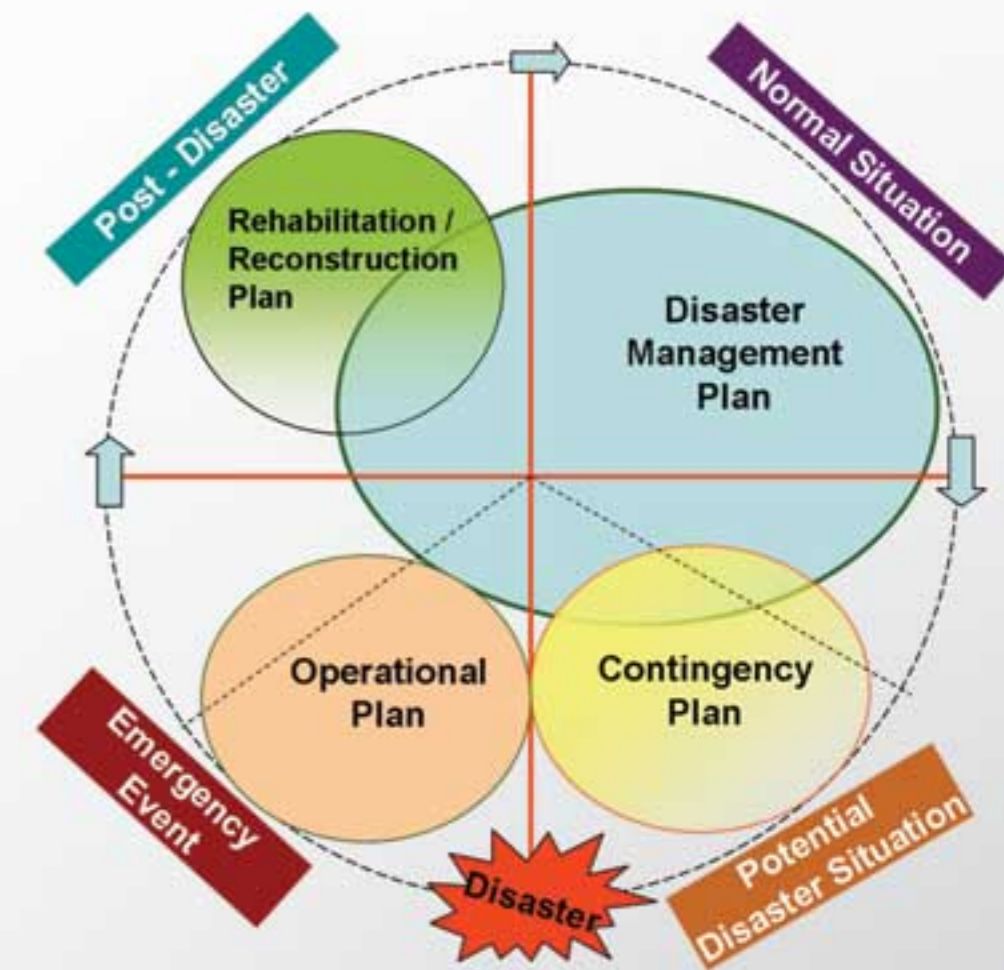 Post - Disaster
Normal Situation
Rehabilitation /
Reconstruction
Plan
Disaster
Management
Plan
Operational
Plan
Contingency
Plan
Emergency
Event
Potential
Disaster Situation
Disaster